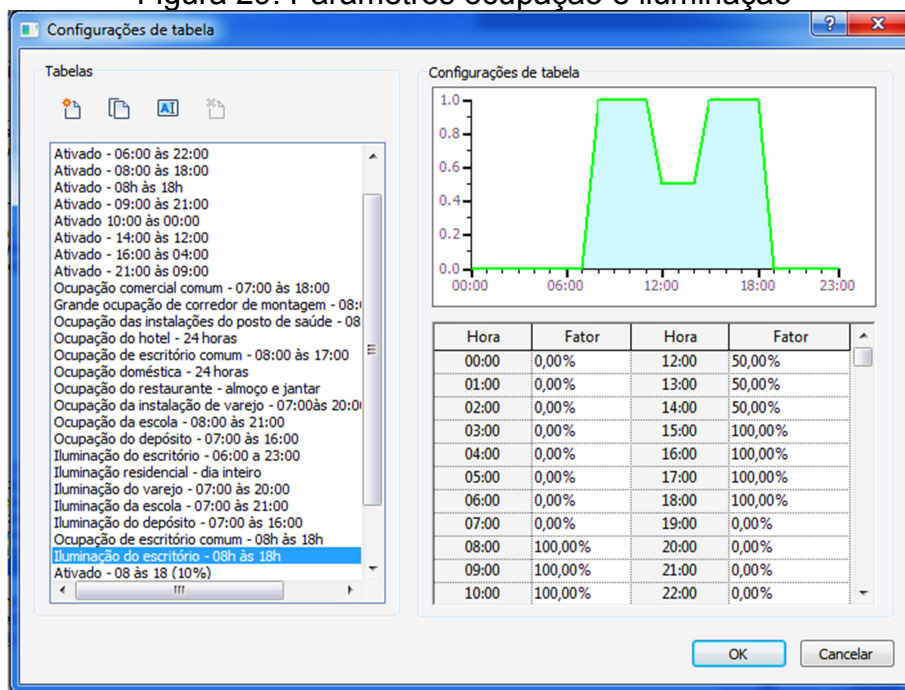 Figura 29: Parâmetros ocupação e iluminação
Configurações de tabela
Tabelas
Ativado - 06:00 às 22:00
Ativado - 08:00 às 18:00
Ativado - 08h às 18h
Ativado - 09:00 às 21:00
Ativado 10:00 às 00:00
Ativado - 14:00 às 12:00
Ativado - 16:00 às 04:00
Ativado - 21:00 às 09:00
Ocupação comercial comum - 07:00 às 18:00
Grande ocupação de corredor de montagem - 08:
Ocupação das instalações do posto de saúde - 08
Ocupação do hotel - 24 horas
Ocupação de escritório comum - 08:00 às 17:00
Ocupação doméstica - 24 horas
Ocupação do restaurante - almoço e jantar
Ocupação da instalação de varejo - 07:00às 20:0
Ocupação da escola - 08:00 às 21:00
Ocupação do depósito - 07:00 às 16:00
Iluminação do escritório - 06:00 a 23:00
Iluminação residencial - dia inteiro
Iluminação do varejo - 07:00 às 20:00
Iluminação da escola - 07:00 às 21:00
Iluminação do depósito - 07:00 às 16:00
Ocupação de escritório comum - 08h às 18h
Iluminação do escritório - 08h às 18h
Ativado - 08 às 18 (10%)
Configurações de tabela
1.0
0.8
0.6
0.4
0.2
0.0
00:00 06:00 12:00 18:00 23:00
Hora Fator Hora Fator
00:00 0,00% 12:00 50,00%
01:00 0,00% 13:00 50,00%
02:00 0,00% 14:00 50,00%
03:00 0,00% 15:00 100,00%
04:00 0,00% 16:00 100,00%
05:00 0,00% 17:00 100,00%
06:00 0,00% 18:00 100,00%
07:00 0,00% 19:00 0,00%
08:00 100,00% 20:00 0,00%
09:00 100,00% 21:00 0,00%
10:00 100,00% 22:00 0,00%
OK Cancelar